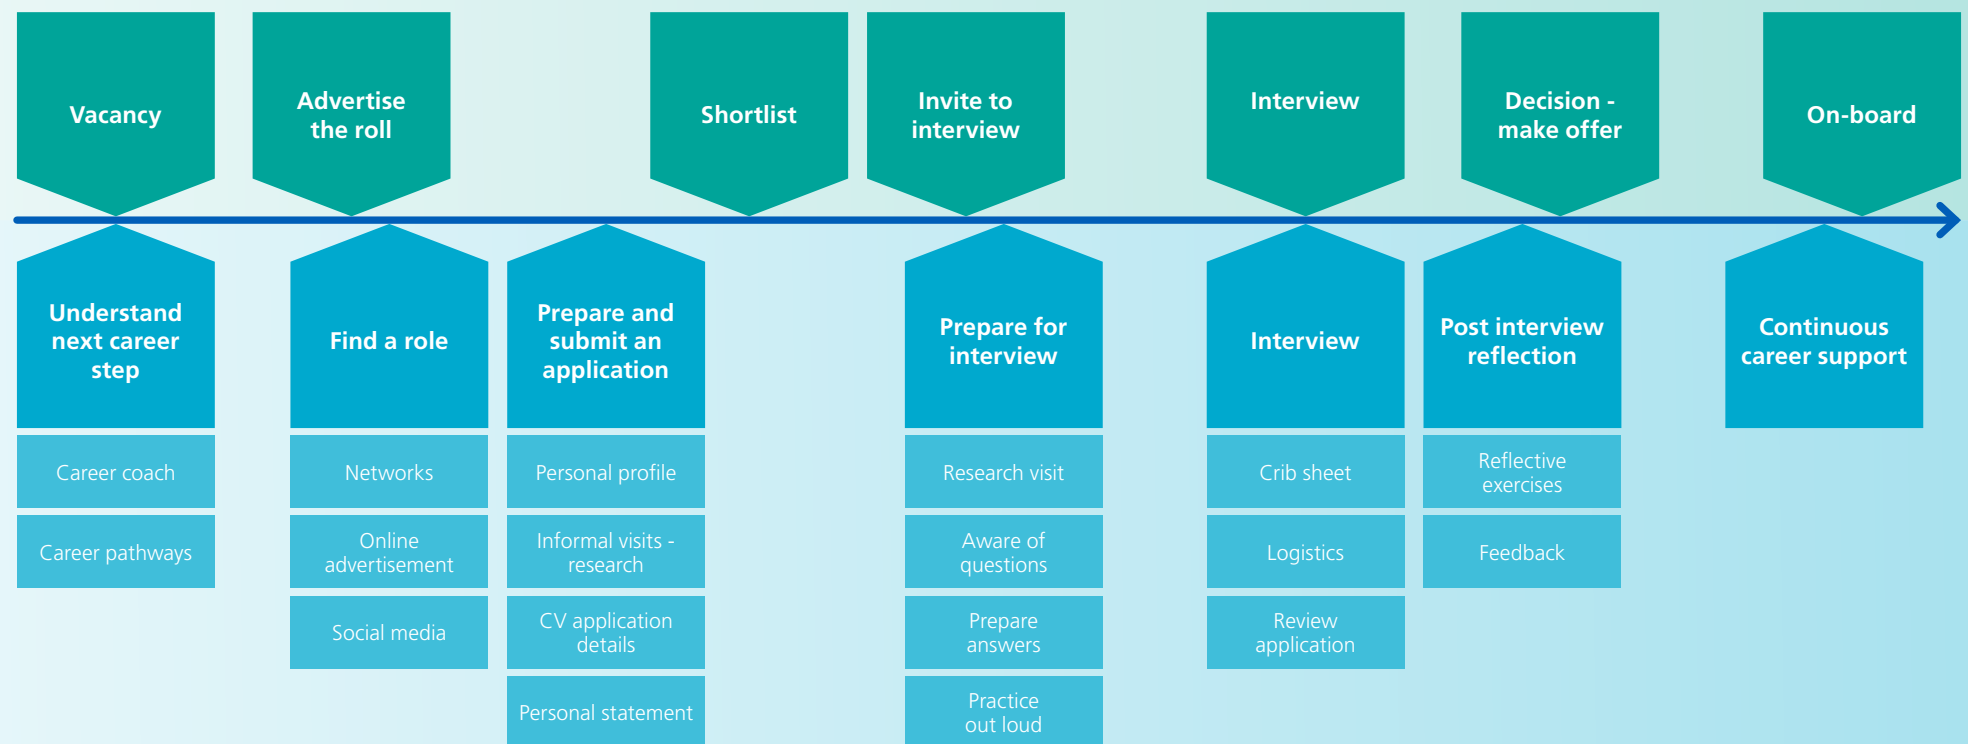 Vacancy
Advertise
the roll
Shortlist
Invite to
interview
Interview
Decision -
make offer
On-board
Understand
next career
step
Career coach
Career pathways
Find a role
Networks
Online
advertisement
Social media
Prepare and
submit an
application
Personal profile
Informal visits -
research
CV application
details
Personal statement
Prepare for
interview
Research visit
Aware of
questions
Prepare
answers
Practice
out loud
Interview
Crib sheet
Logistics
Review
application
Post interview
reflection
Reflective
exercises
Feedback
Continuous
career support